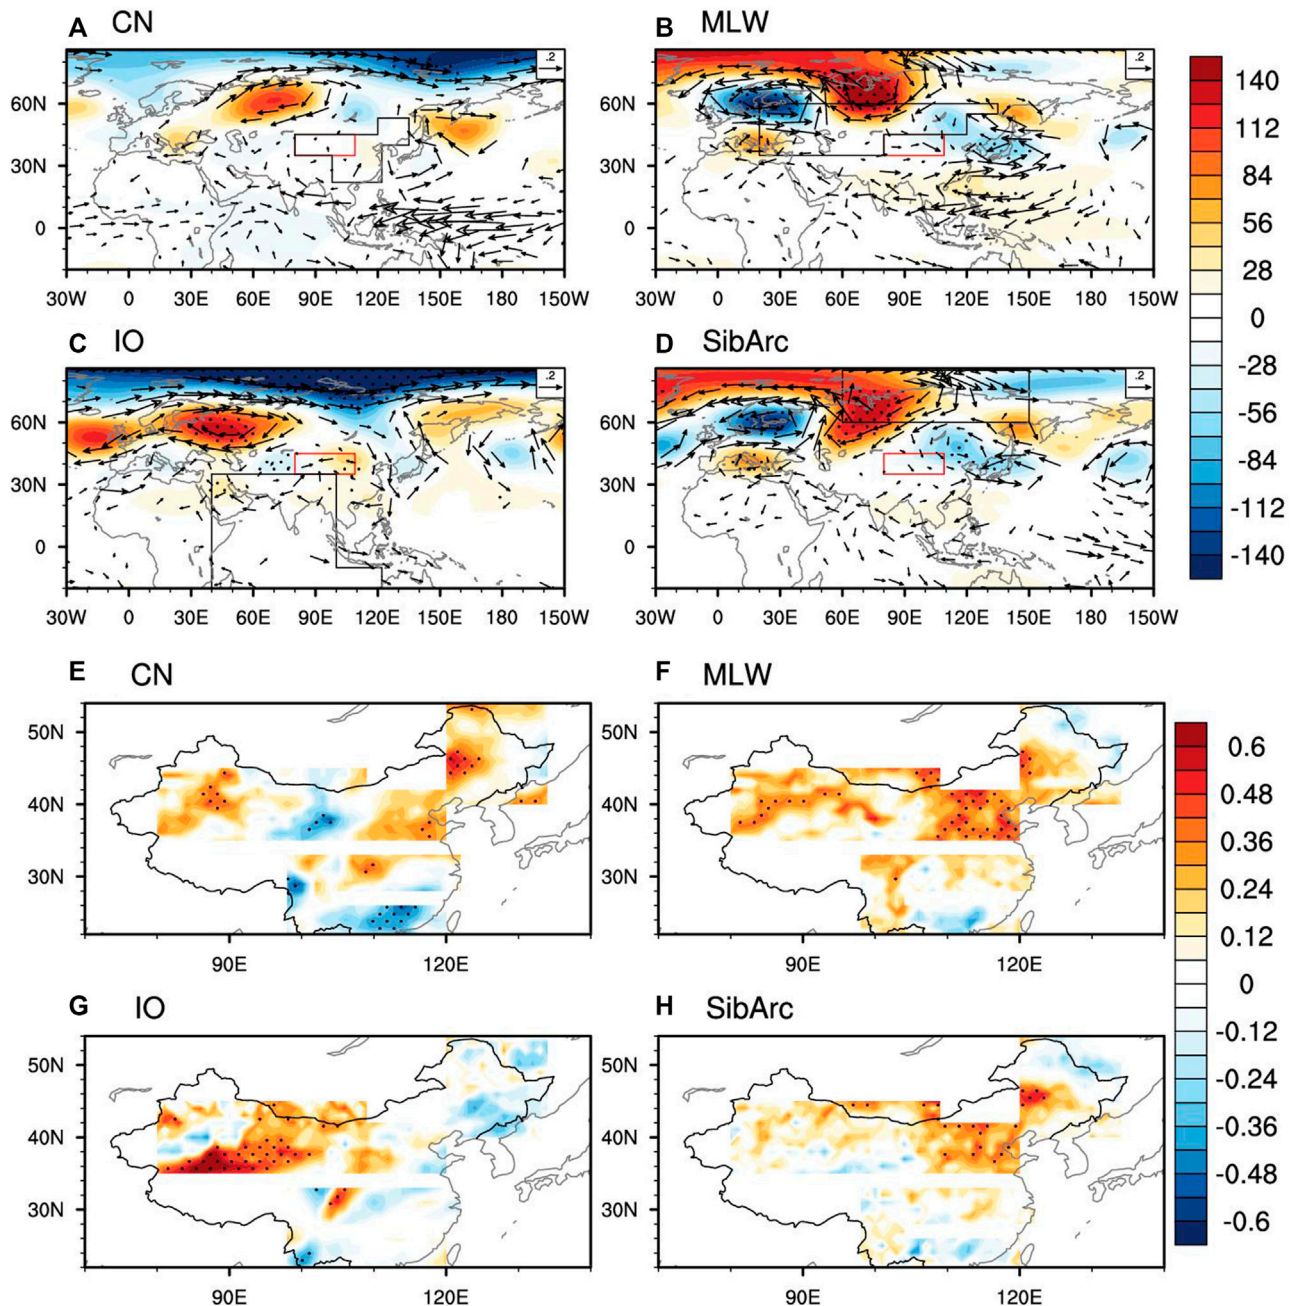 A CN
B MLW
.2
.2
60N
30N
0
60N
30N
0
30W 0 30E 60E 90E 120E 150E 180 150W
30W 0 30E 60E 90E 120E 150E 180 150W
C IO
D SibArc
.2
.2
60N
30N
0
60N
30N
0
30W 0 30E 60E 90E 120E 150E 180 150W
30W 0 30E 60E 90E 120E 150E 180 150W
140
112
84
56
28
0
-28
-56
-84
-112
-140
E CN
F MLW
50N
40N
30N
50N
40N
30N
90E 120E
90E 120E
G IO
H SibArc
50N
40N
30N
50N
40N
30N
90E 120E
90E 120E
0.6
0.48
0.36
0.24
0.12
0
-0.12
-0.24
-0.36
-0.48
-0.6